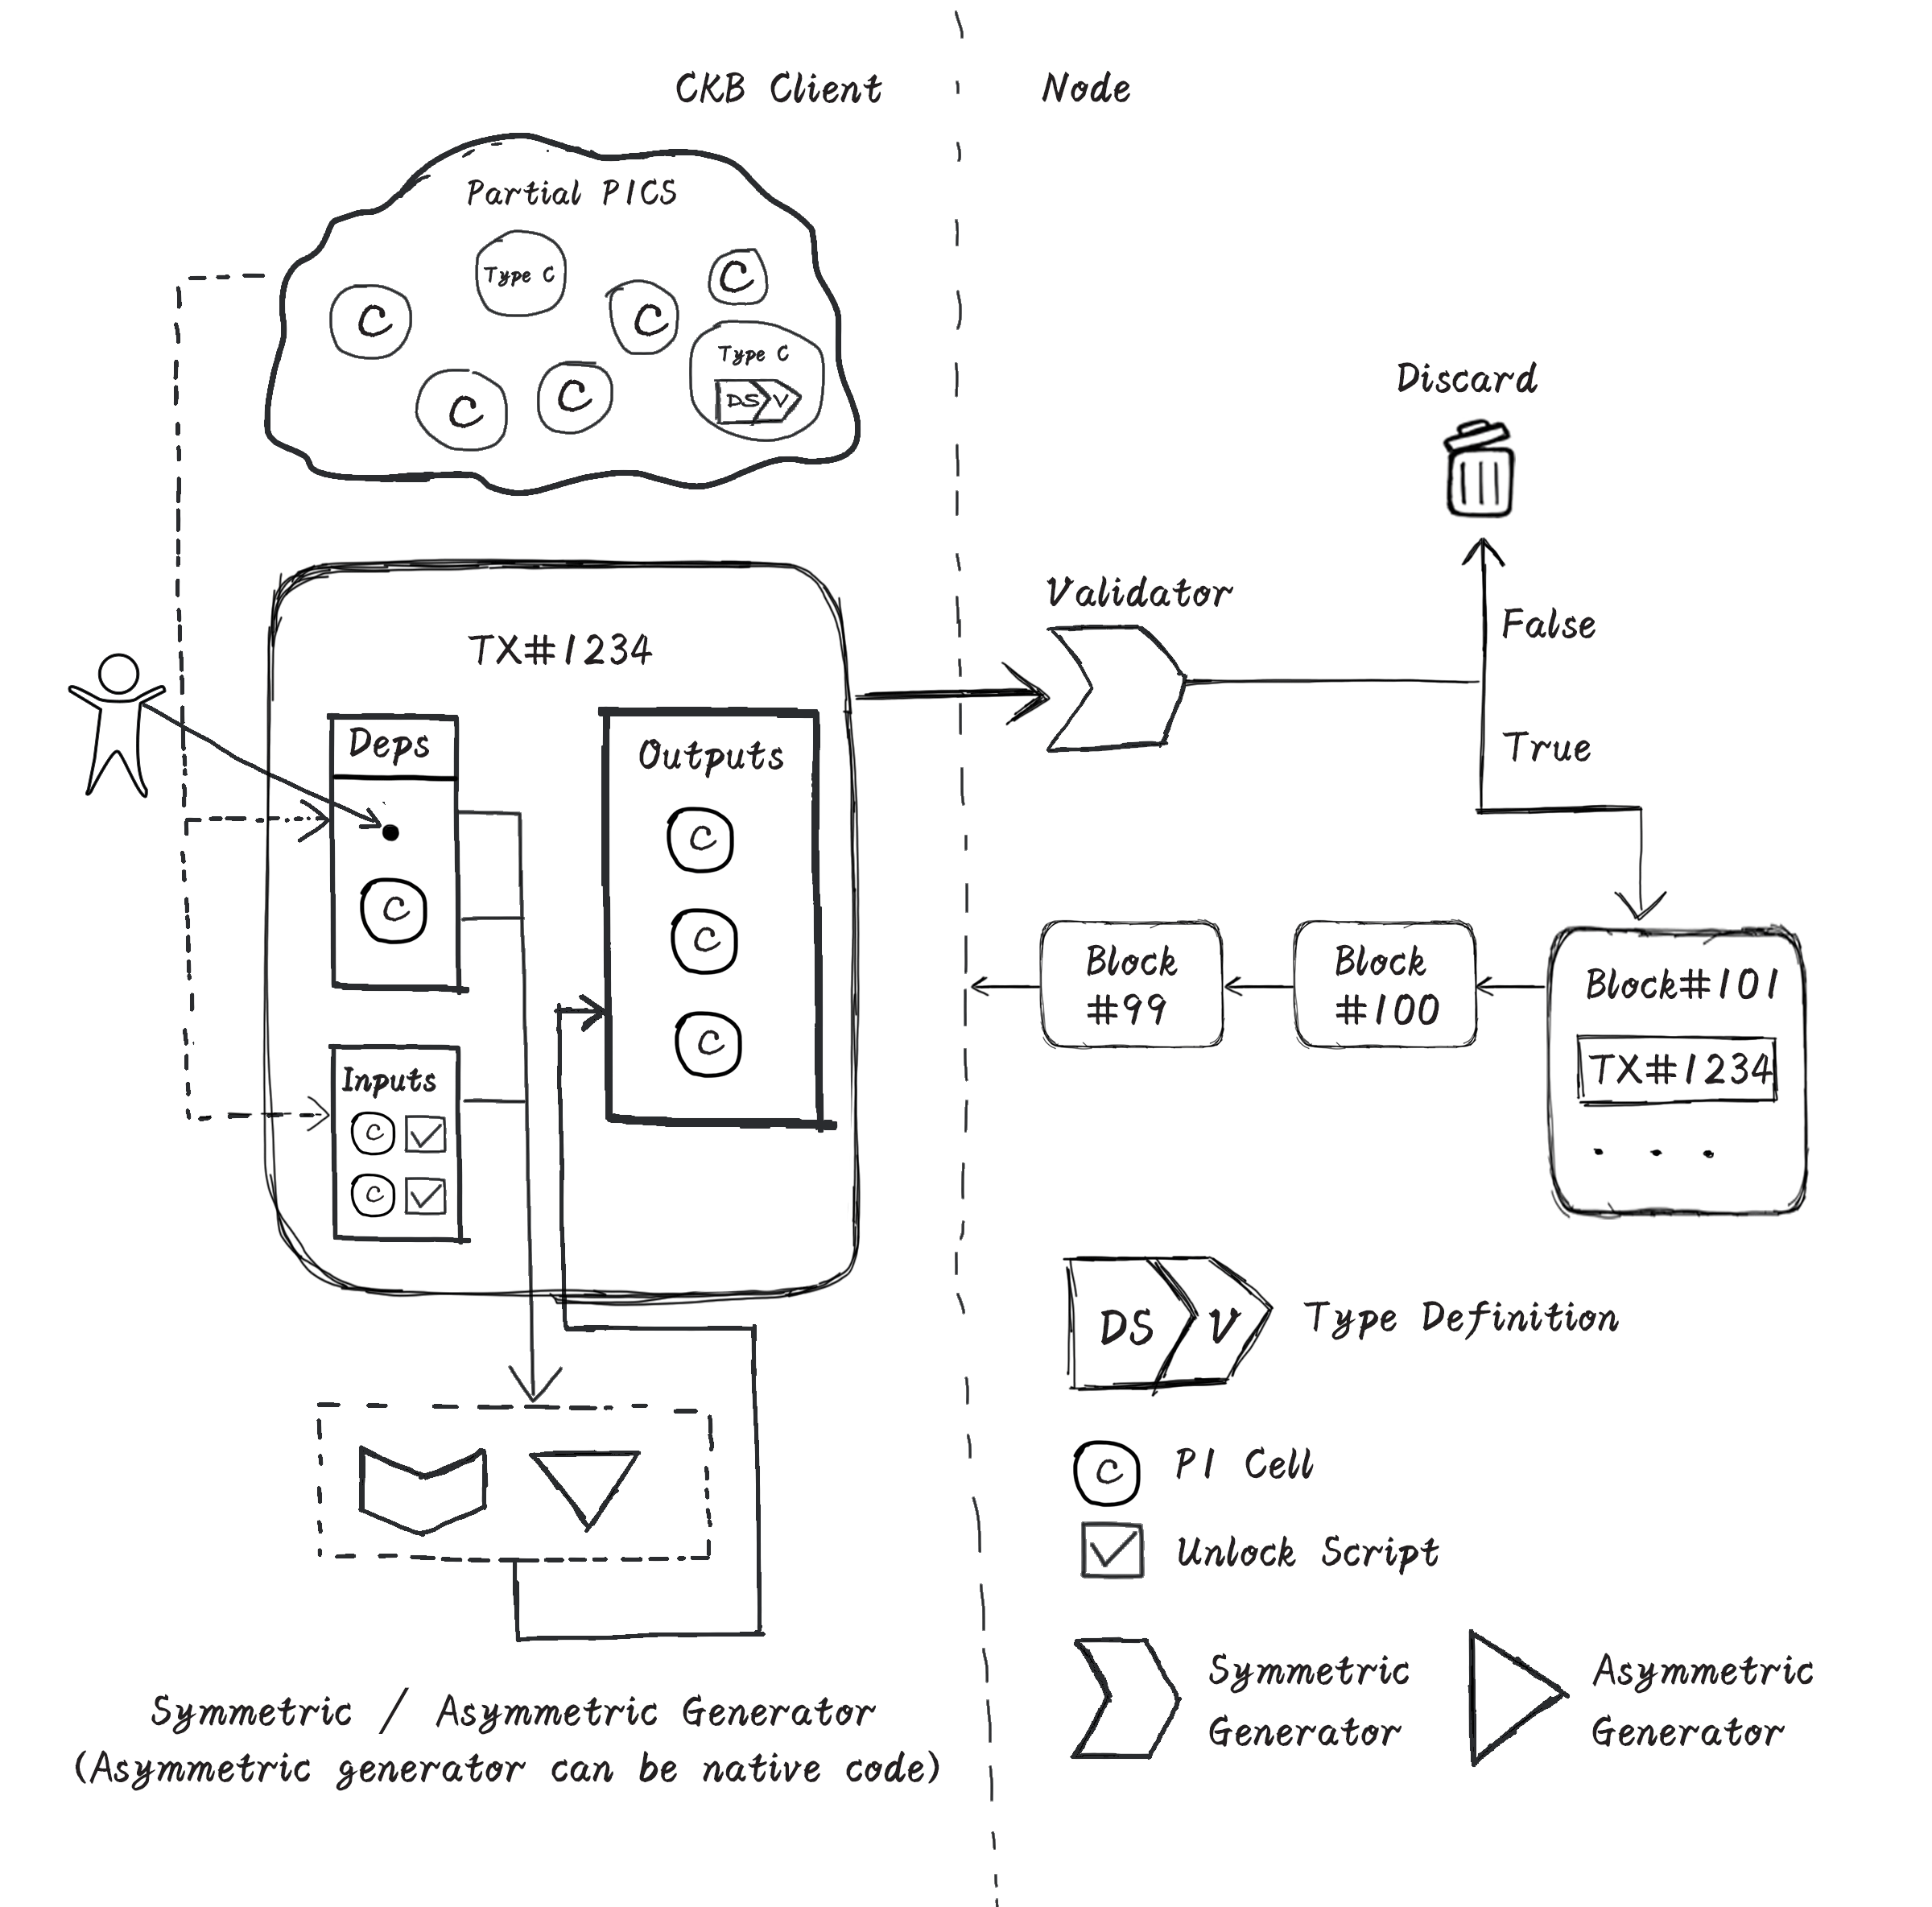 CKB Client
Node
Partial PICS
Type C
C
C
C
Type C
DS V
C
C
Discard
TX#1234
Deps
C
Inputs
C
C
Outputs
C
C
C
Validator
False
True
Block
#99
Block
#100
Block#101
TX#1234
. . .
DS V Type Definition
C PI Cell
Unlock Script
Symmetric
Generator
Asymmetric
Generator
Symmetric / Asymmetric Generator
(Asymmetric generator can be native code)